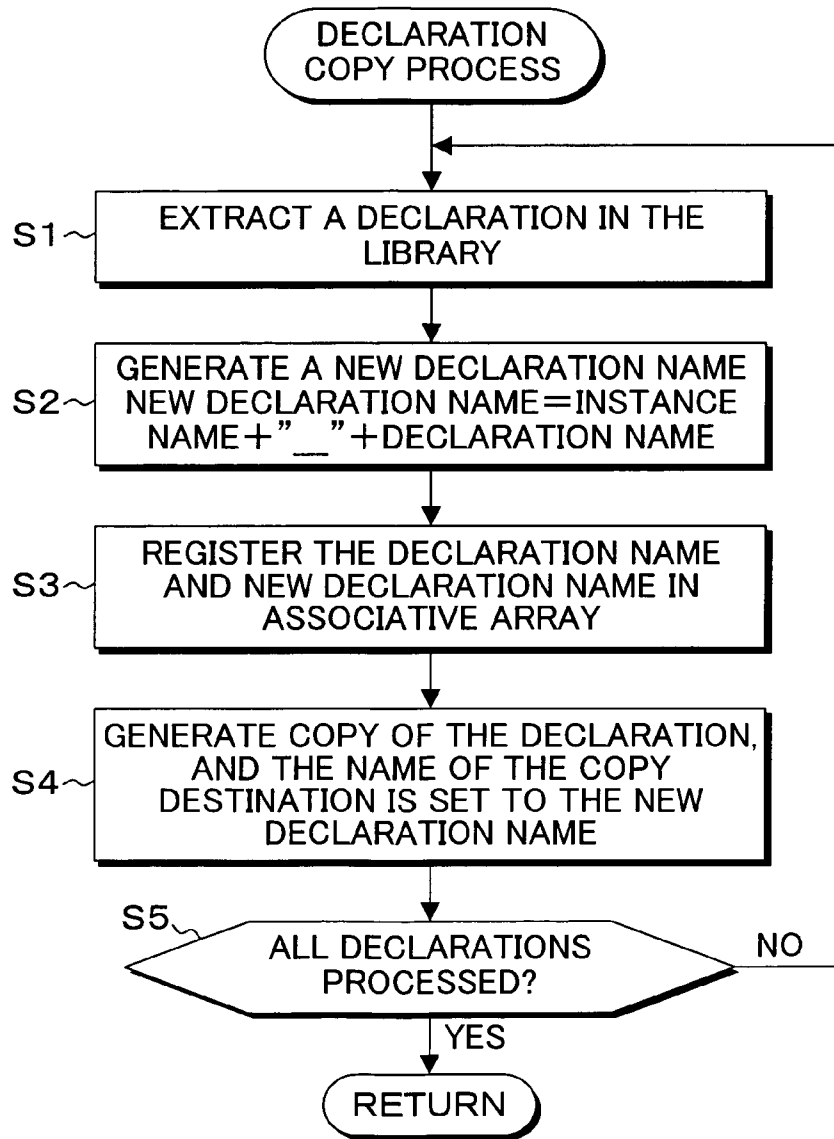 DECLARATION
COPY PROCESS
S1
EXTRACT A DECLARATION IN THE
LIBRARY
S2
GENERATE A NEW DECLARATION NAME
NEW DECLARATION NAME=INSTANCE
NAME+"__"+DECLARATION NAME
S3
REGISTER THE DECLARATION NAME
AND NEW DECLARATION NAME IN
ASSOCIATIVE ARRAY
S4
GENERATE COPY OF THE DECLARATION,
AND THE NAME OF THE COPY
DESTINATION IS SET TO THE NEW
DECLARATION NAME
S5
ALL DECLARATIONS
PROCESSED?
NO
YES
RETURN